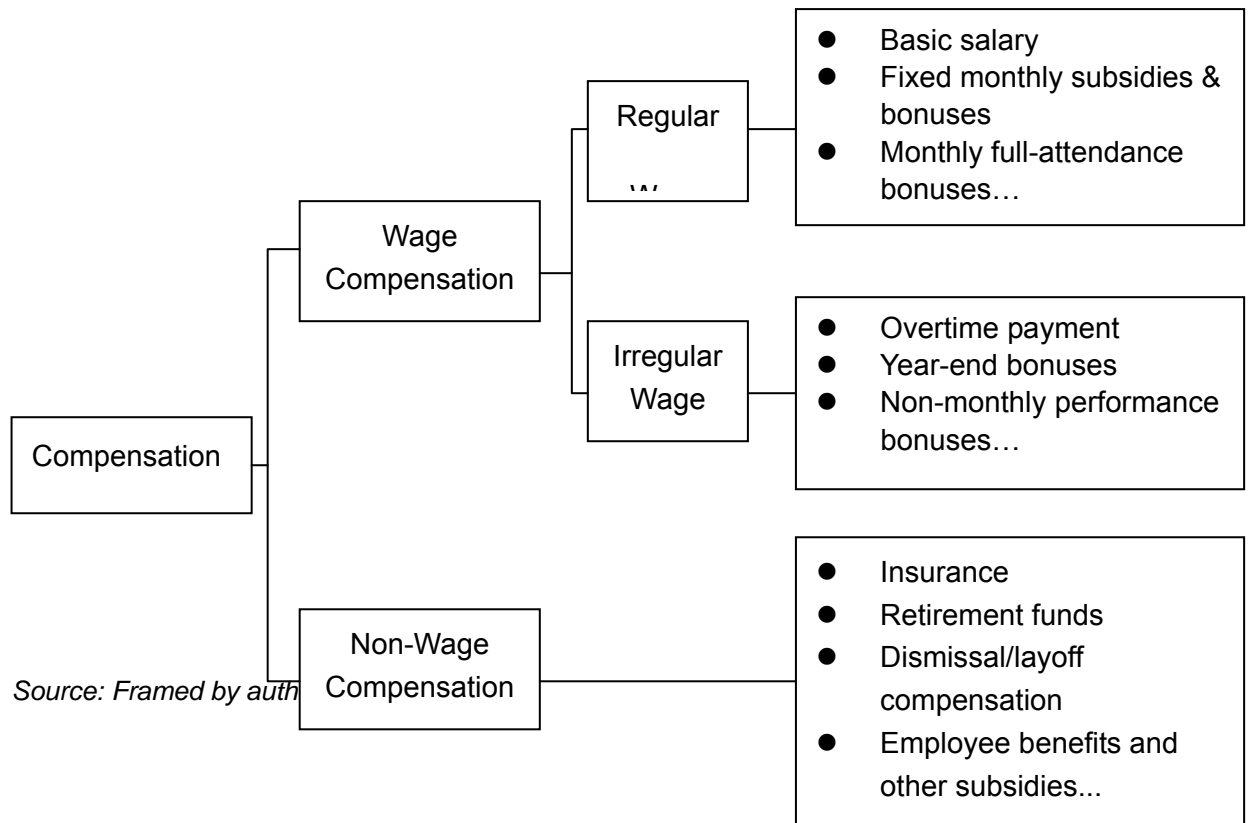 Compensation
Wage
Compensation
Regular
● Basic salary
● Fixed monthly subsidies &
bonuses
● Monthly full-attendance
bonuses…
Irregular
Wage
● Overtime payment
● Year-end bonuses
● Non-monthly performance
bonuses…
Non-Wage
Compensation
● Insurance
● Retirement funds
● Dismissal/layoff
compensation
● Employee benefits and
other subsidies...
Source: Framed by auth